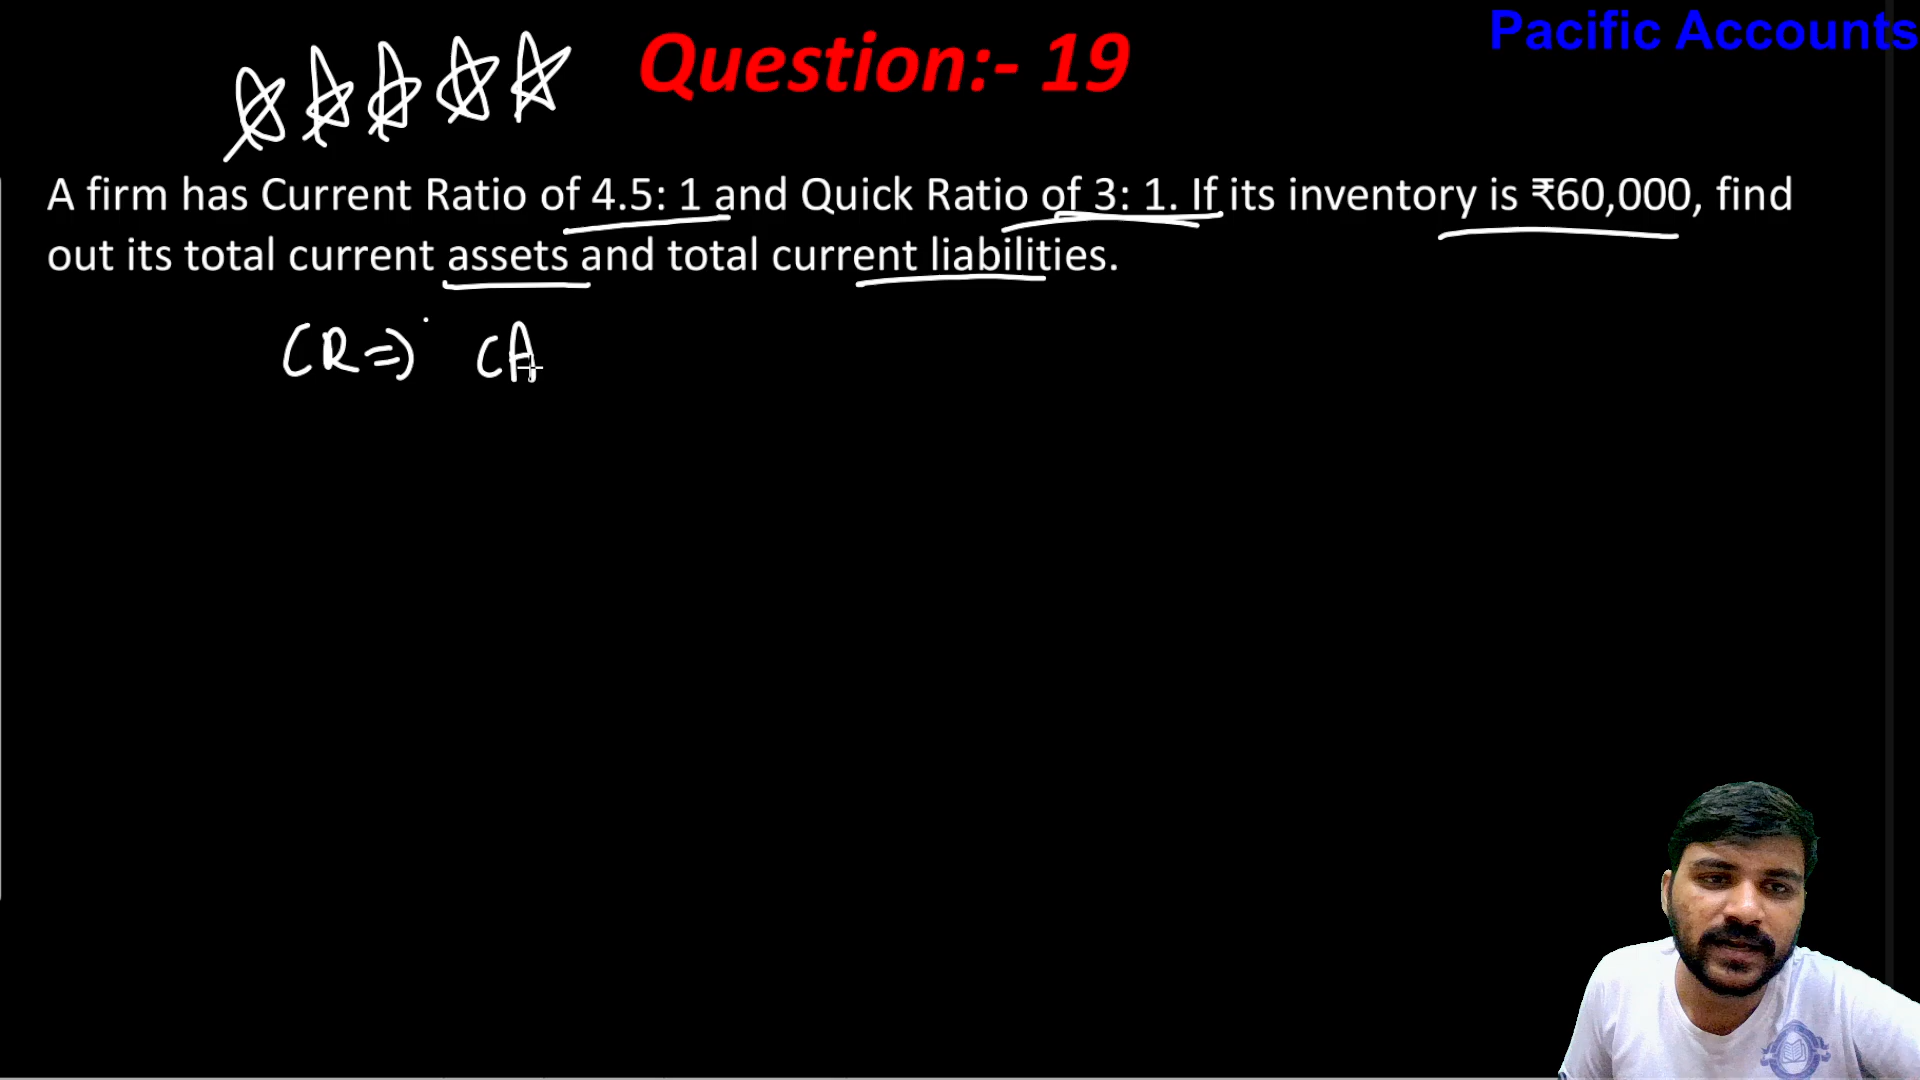 Pacific Accounts
Question:- 19
A firm has Current Ratio of 4.5: 1 and Quick Ratio of 3: 1. If its inventory is ₹60,000, find
out its total current assets and total current liabilities.
CR => CA